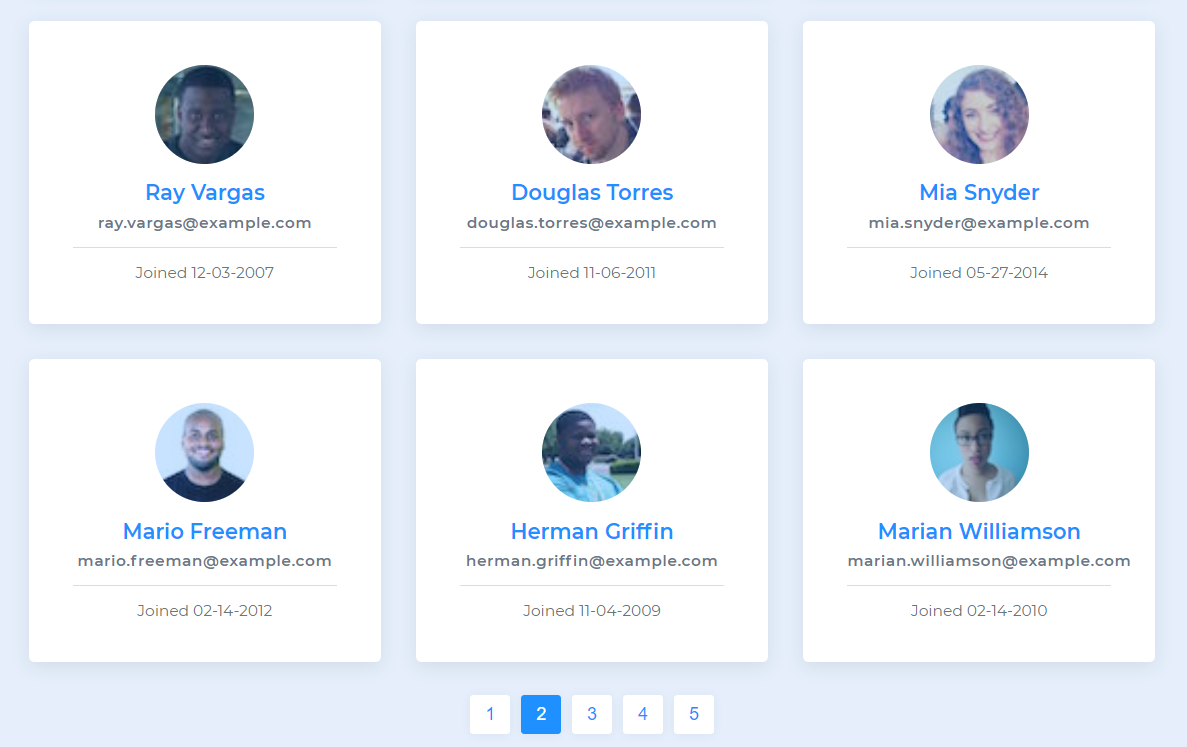 Ray Vargas
ray.vargas@example.com
Joined 12-03-2007
Douglas Torres
douglas.torres@example.com
Joined 11-06-2011
Mia Snyder
mia.snyder@example.com
Joined 05-27-2014
Mario Freeman
mario.freeman@example.com
Joined 02-14-2012
Herman Griffin
herman.griffin@example.com
Joined 11-04-2009
Marian Williamson
marian.williamson@example.com
Joined 02-14-2010
1 2 3 4 5